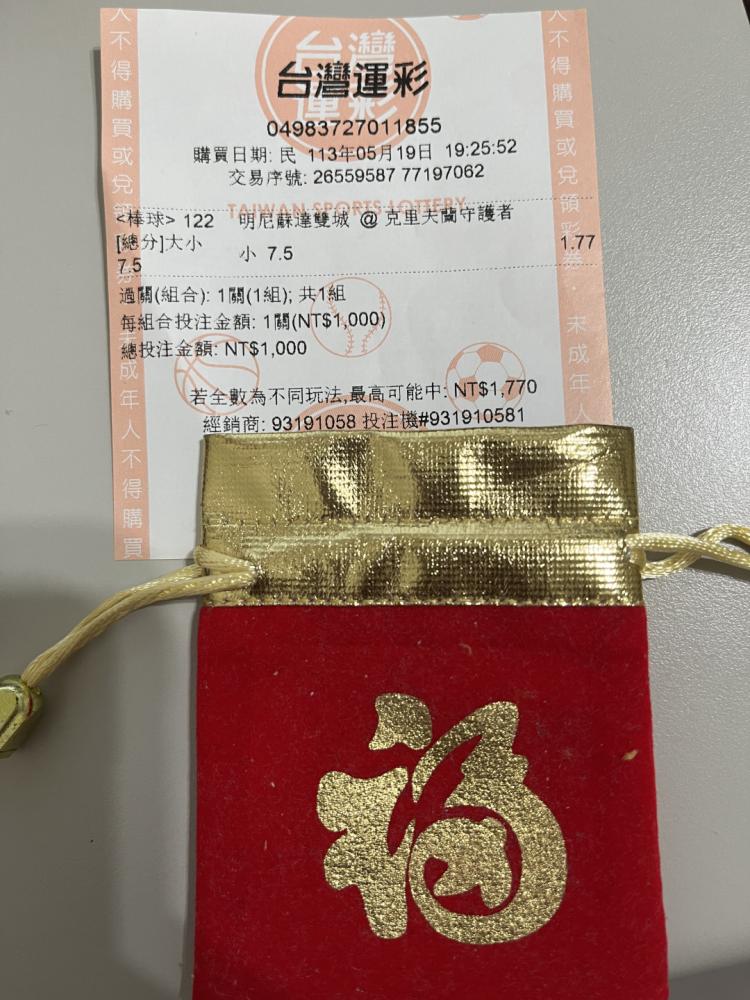 台灣運彩
04983727011855
購買日期: 民 113年05月19日 19:25:52
交易序號: 26559587 77197062
TAIWAN SPORTS LOTTERY
<棒球> 122 明尼蘇達雙城 @ 克里夫蘭守護者
[總分]大小 小 7.5 1.77
7.5
過關(組合): 1關(1組); 共1組
每組合投注金額: 1關(NT$1,000)
總投注金額: NT$1,000
若全數為不同玩法,最高可能中: NT$1,770
經銷商: 93191058 投注機#931910581
人不得購買或
未成年人不得購買
人不得購買或兌領彩券．未成年人
福